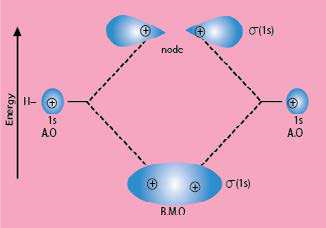 σ(1s)
node
Energy
H–
1s
A.O
1s
A.O
σ(1s)
B.M.O